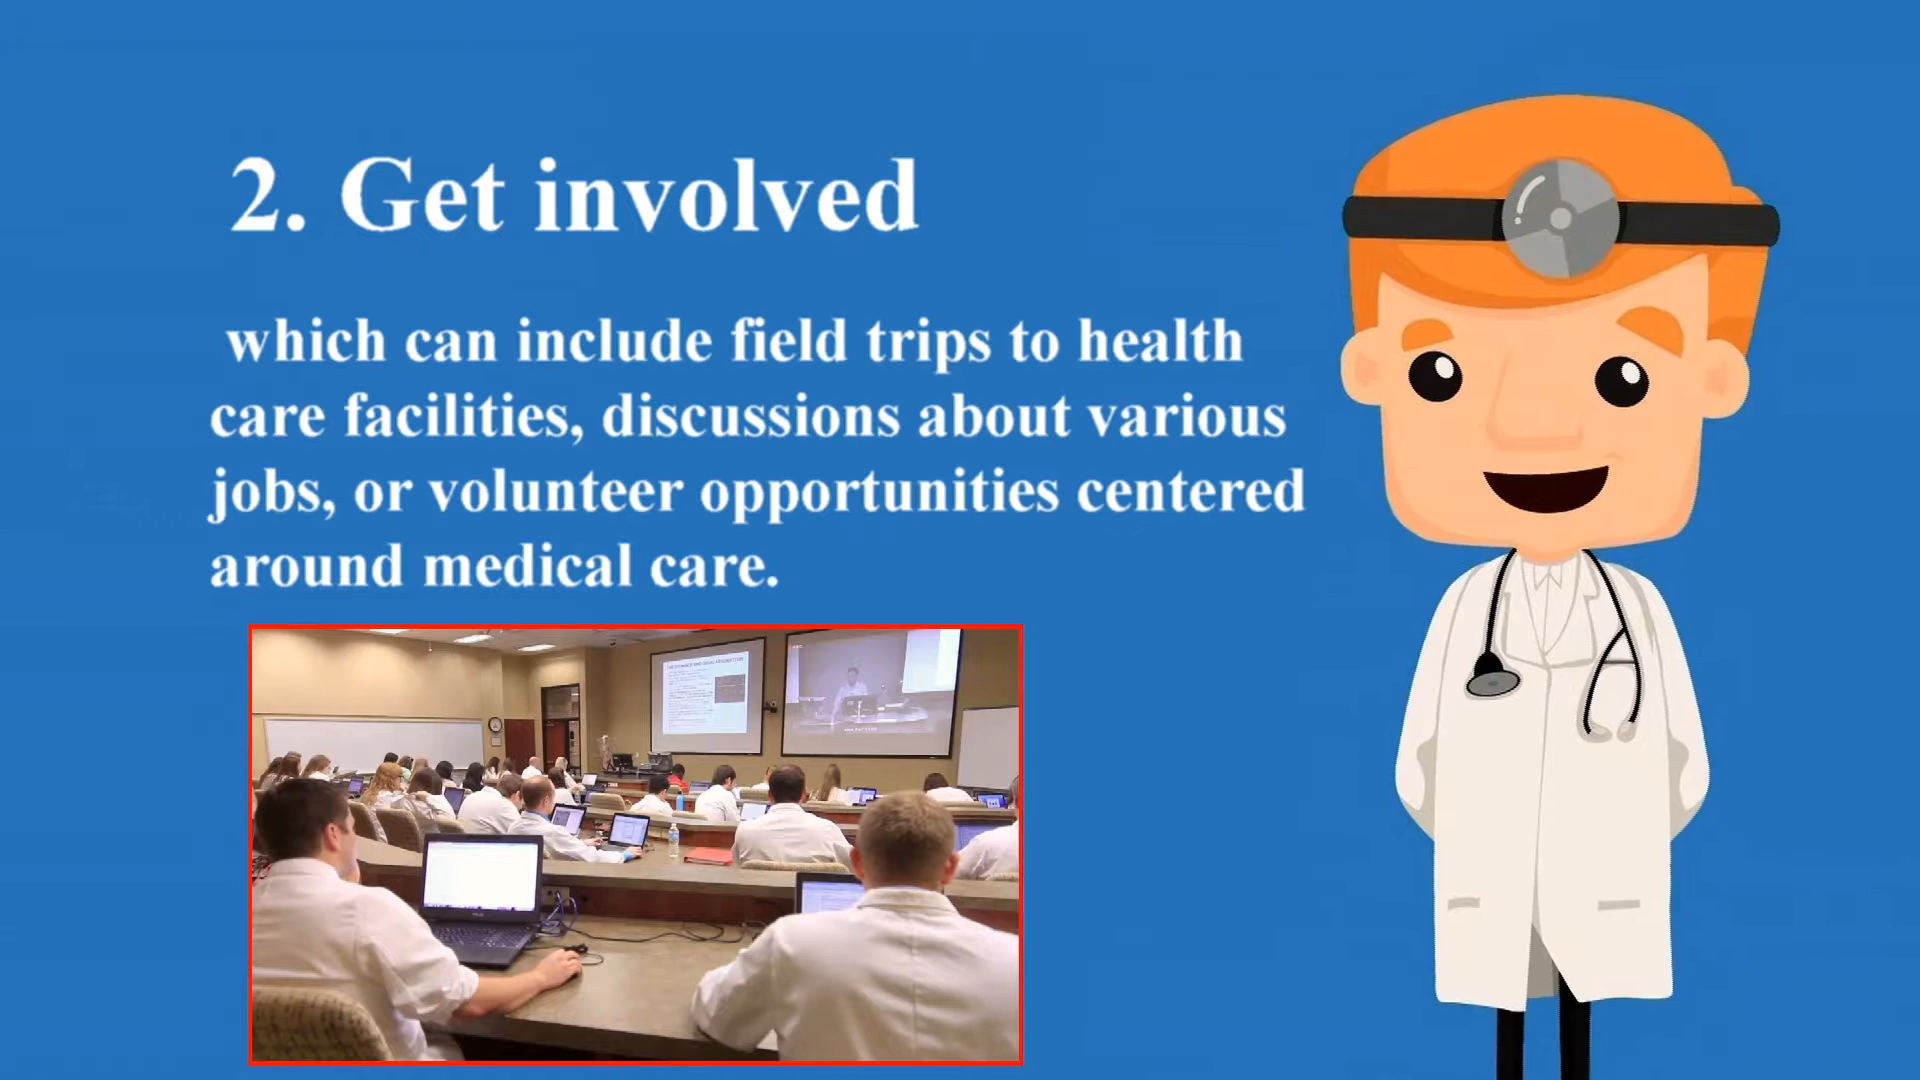 2. Get involved
which can include field trips to health
care facilities, discussions about various
jobs, or volunteer opportunities centered
around medical care.